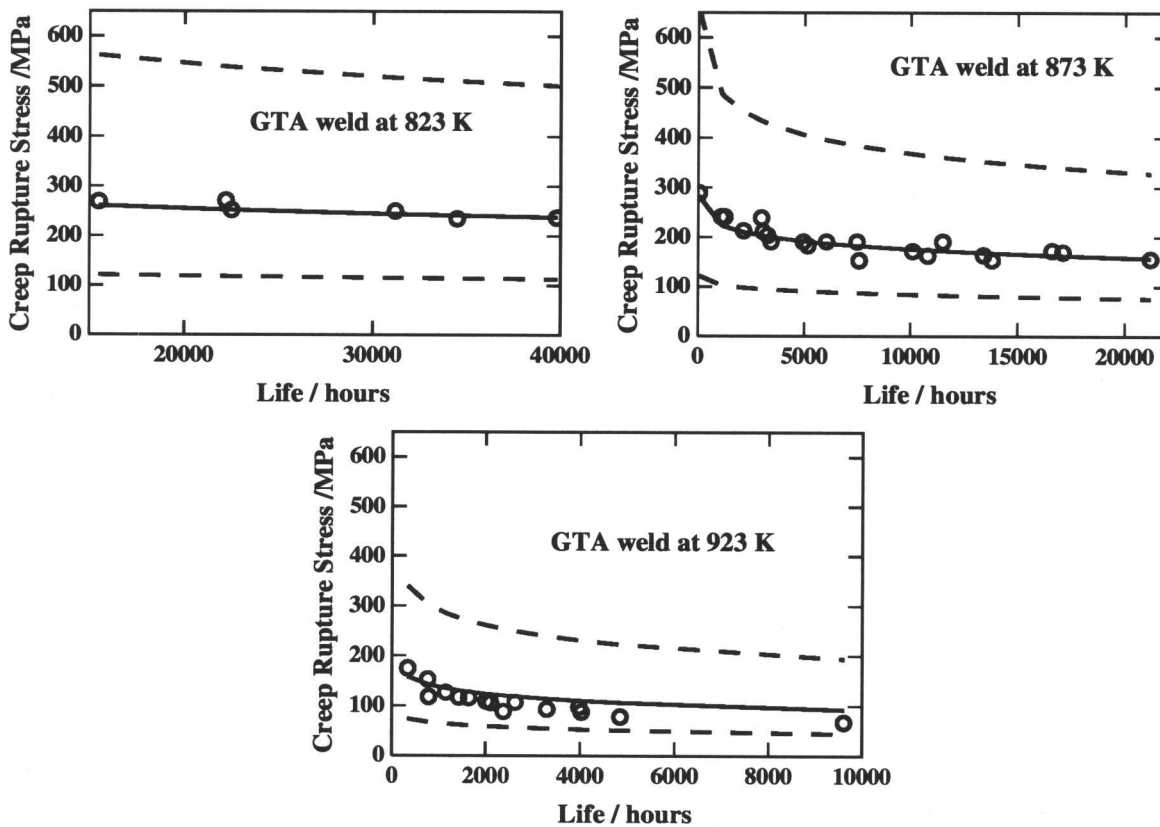 Creep Rupture Stress /MPa
600
500
400
300
200
100
0
GTA weld at 823 K
20000 30000 40000
Life / hours
Creep Rupture Stress /MPa
600
500
400
300
200
100
0
GTA weld at 873 K
0 5000 10000 15000 20000
Life / hours
Creep Rupture Stress /MPa
600
500
400
300
200
100
0
GTA weld at 923 K
0 2000 4000 6000 8000 10000
Life / hours